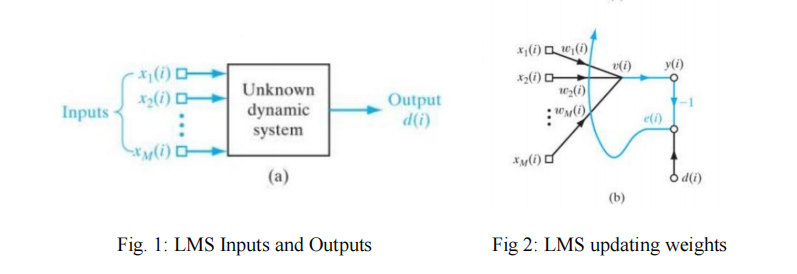 x₁(i)
x₂(i)
Inputs
x_M(i)
Unknown
dynamic
system
Output
d(i)
(a)
x₁(i)
w₁(i)
x₂(i)
w₂(i)
w_M(i)
x_M(i)
v(i)
y(i)
−1
e(i)
d(i)
(b)
Fig. 1: LMS Inputs and Outputs
Fig 2: LMS updating weights